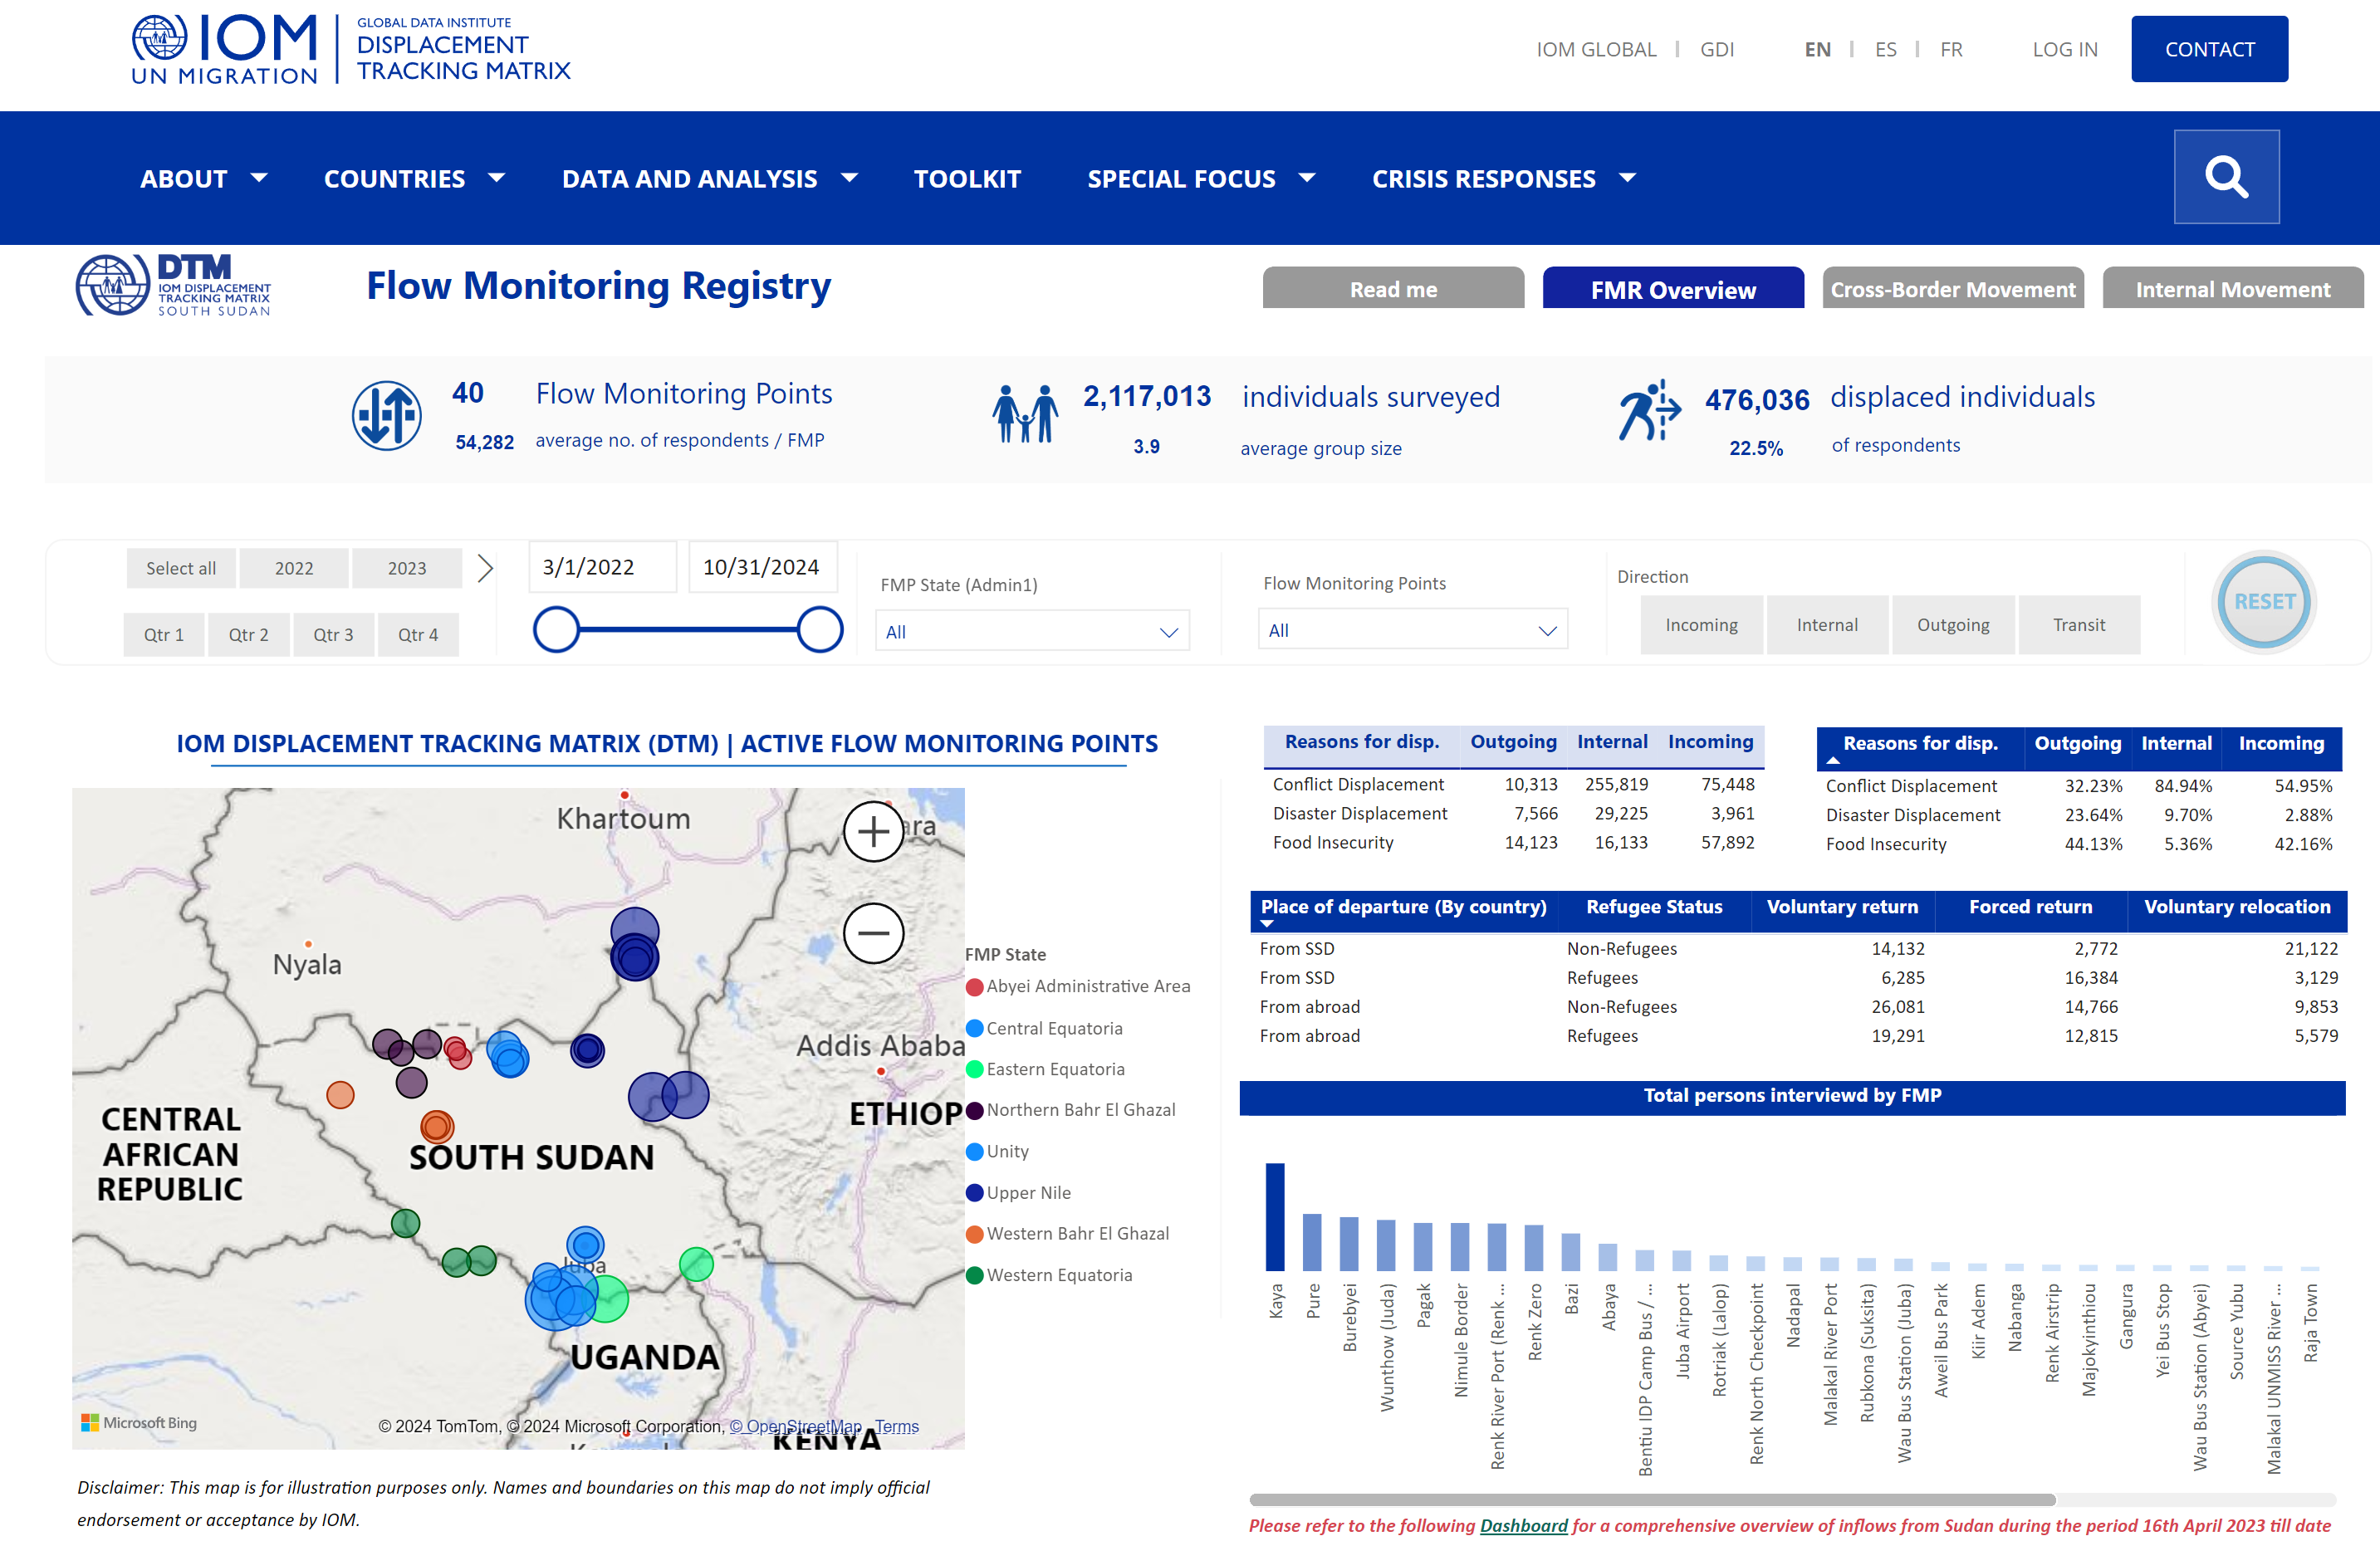 IOM
UN MIGRATION
GLOBAL DATA INSTITUTE
DISPLACEMENT
TRACKING MATRIX
IOM GLOBAL | GDI EN | ES | FR LOG IN CONTACT
ABOUT COUNTRIES DATA AND ANALYSIS TOOLKIT SPECIAL FOCUS CRISIS RESPONSES
DTM
IOM DISPLACEMENT
TRACKING MATRIX
SOUTH SUDAN
Flow Monitoring Registry
Read me FMR Overview Cross-Border Movement Internal Movement
40 Flow Monitoring Points
54,282 average no. of respondents / FMP
2,117,013 individuals surveyed
3.9 average group size
476,036 displaced individuals
22.5% of respondents
Select all 2022 2023
Qtr 1 Qtr 2 Qtr 3 Qtr 4
3/1/2022 10/31/2024
FMP State (Admin1)
All
Flow Monitoring Points
All
Direction
Incoming Internal Outgoing Transit
RESET
IOM DISPLACEMENT TRACKING MATRIX (DTM) | ACTIVE FLOW MONITORING POINTS
Khartoum
ara
Nyala
Addis Ababa
ETHIOP
CENTRAL
AFRICAN
REPUBLIC
SOUTH SUDAN
Juba
UGANDA
KENYA
Microsoft Bing
© 2024 TomTom, © 2024 Microsoft Corporation, © OpenStreetMap Terms
FMP State
Abyei Administrative Area
Central Equatoria
Eastern Equatoria
Northern Bahr El Ghazal
Unity
Upper Nile
Western Bahr El Ghazal
Western Equatoria
Disclaimer: This map is for illustration purposes only. Names and boundaries on this map do not imply official
endorsement or acceptance by IOM.
Reasons for disp. Outgoing Internal Incoming
Conflict Displacement 10,313 255,819 75,448
Disaster Displacement 7,566 29,225 3,961
Food Insecurity 14,123 16,133 57,892
Reasons for disp. Outgoing Internal Incoming
Conflict Displacement 32.23% 84.94% 54.95%
Disaster Displacement 23.64% 9.70% 2.88%
Food Insecurity 44.13% 5.36% 42.16%
Place of departure (By country) Refugee Status Voluntary return Forced return Voluntary relocation
From SSD Non-Refugees 14,132 2,772 21,122
From SSD Refugees 6,285 16,384 3,129
From abroad Non-Refugees 26,081 14,766 9,853
From abroad Refugees 19,291 12,815 5,579
Total persons interviewd by FMP
Kaya
Pure
Burebyei
Wunthow (Juda)
Pagak
Nimule Border
Renk River Port (Renk ...
Renk Zero
Bazi
Abaya
Bentiu IDP Camp Bus / ...
Juba Airport
Rotriak (Lalop)
Renk North Checkpoint
Nadapal
Malakal River Port
Rubkona (Suksita)
Wau Bus Station (Juba)
Aweil Bus Park
Kiir Adem
Nabanga
Renk Airstrip
Majokyinthiou
Gangura
Yei Bus Stop
Wau Bus Station (Abyei)
Source Yubu
Malakal UNMISS River ...
Raja Town
Please refer to the following Dashboard for a comprehensive overview of inflows from Sudan during the period 16th April 2023 till date